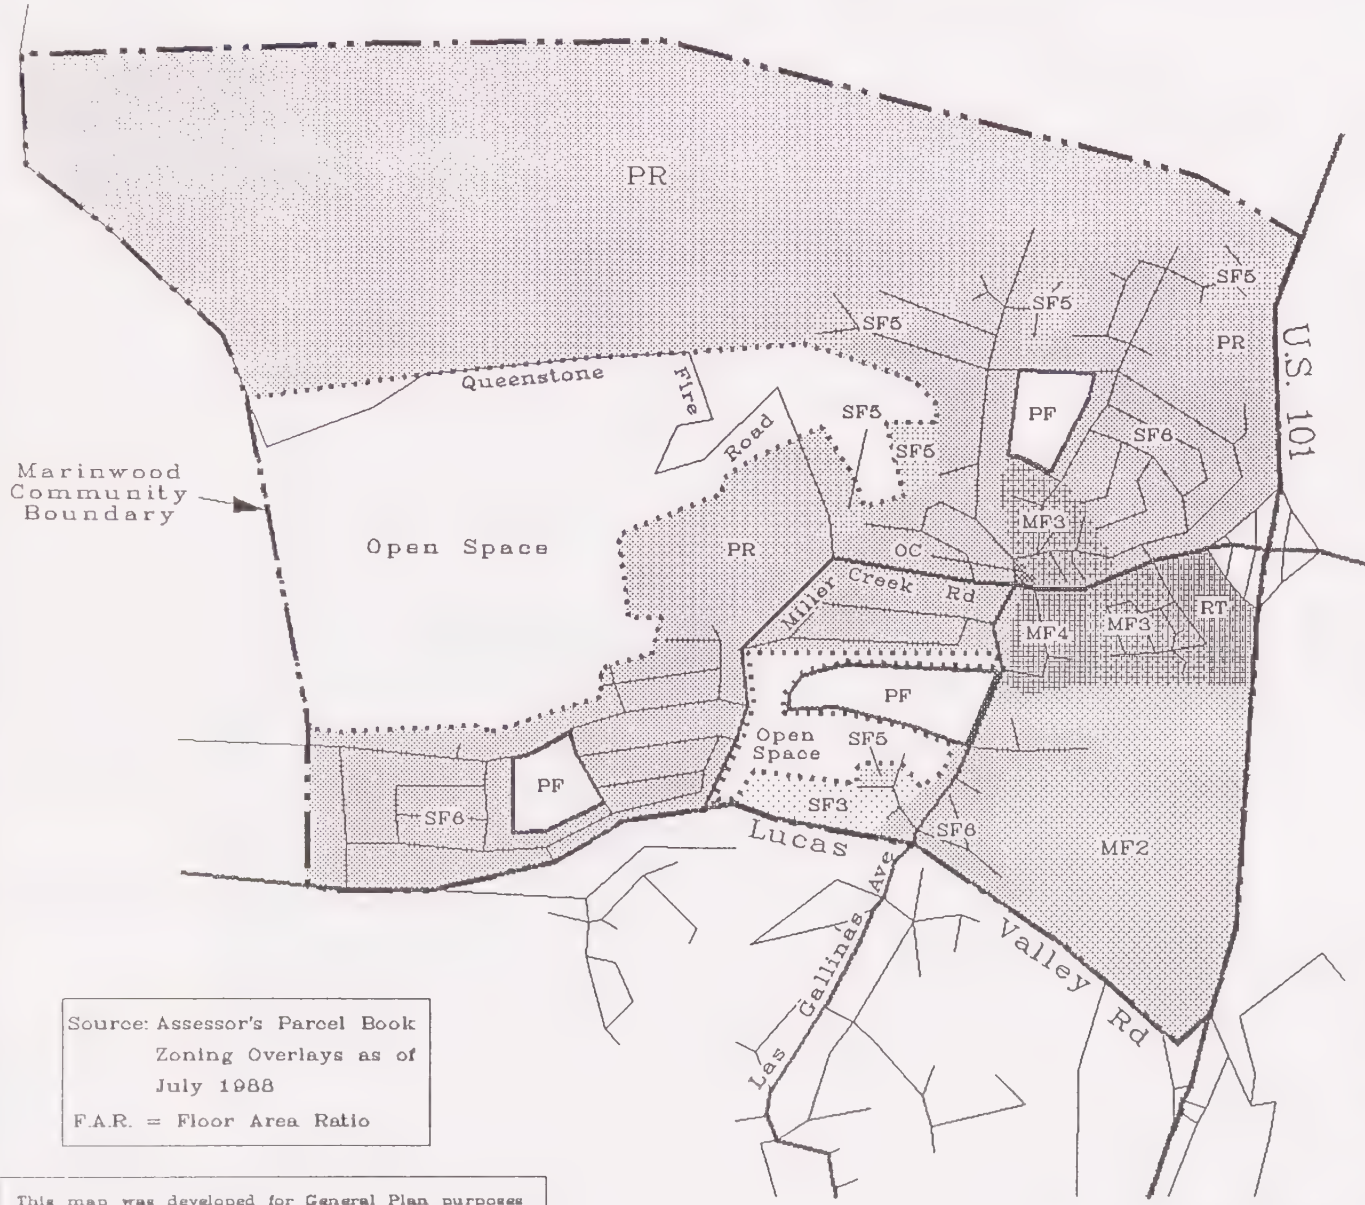 PR
SF5
SF5
SF5
PR
U.S. 101
Queenstone
Fire
Road
SF5
SF5
PF
SF6
Marinwood
Community
Boundary
Open Space
PR
MF3
OC
Miller Creek Rd
MF4
MF3
RT
PF
Open
Space
SF5
PF
SF3
SF6
SF6
MF2
Lucas Valley Rd
Las Gallinas Ave
Source: Assessor's Parcel Book
Zoning Overlays as of
July 1988
F.A.R. = Floor Area Ratio
This map was developed for General Plan purposes